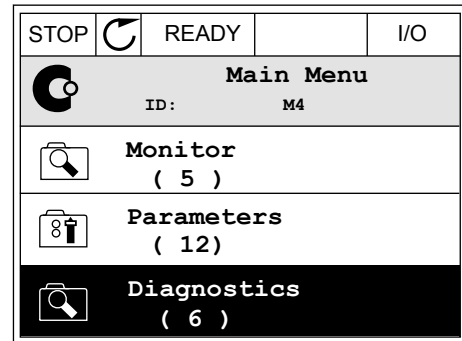 STOP READY I/O
Main Menu
ID: M4
Monitor
( 5 )
Parameters
( 12)
Diagnostics
( 6 )